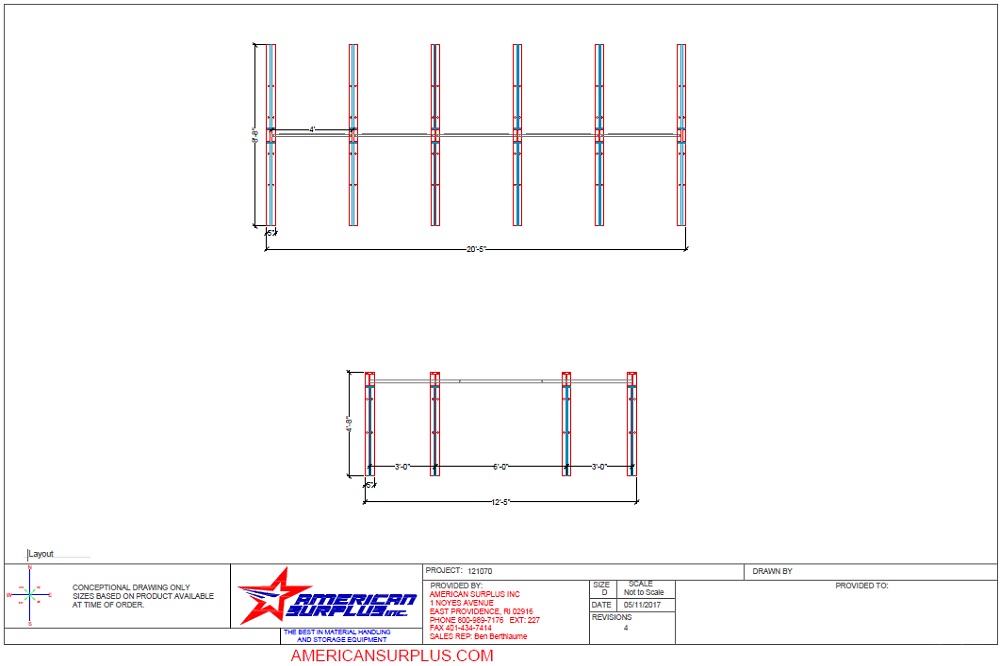 8'-8"
4'
5"
20'-5"
4'-8"
3'-0"
6'-0"
3'-0"
5"
12'-5"
Layout
N
W
E
S
CONCEPTIONAL DRAWING ONLY
SIZES BASED ON PRODUCT AVAILABLE
AT TIME OF ORDER.
AMERICAN
SURPLUS INC
THE BEST IN MATERIAL HANDLING
AND STORAGE EQUIPMENT
PROJECT: 121070
DRAWN BY
PROVIDED BY:
AMERICAN SURPLUS INC
1 NOYES AVENUE
EAST PROVIDENCE, RI 02916
PHONE 800-989-7176 EXT: 227
FAX 401-434-7414
SALES REP: Ben Berthiaume
SIZE
D
SCALE
Not to Scale
DATE
05/11/2017
REVISIONS
4
PROVIDED TO:
AMERICANSURPLUS.COM